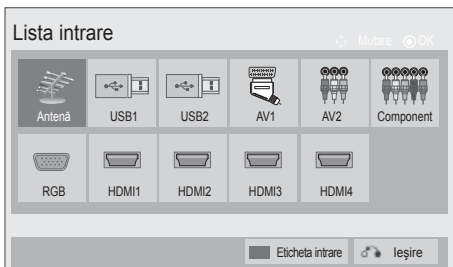 Lista intrare
Mutare OK
Antenă USB1 USB2 AV1 AV2 Component
RGB HDMI1 HDMI2 HDMI3 HDMI4
Eticheta intrare Ieşire